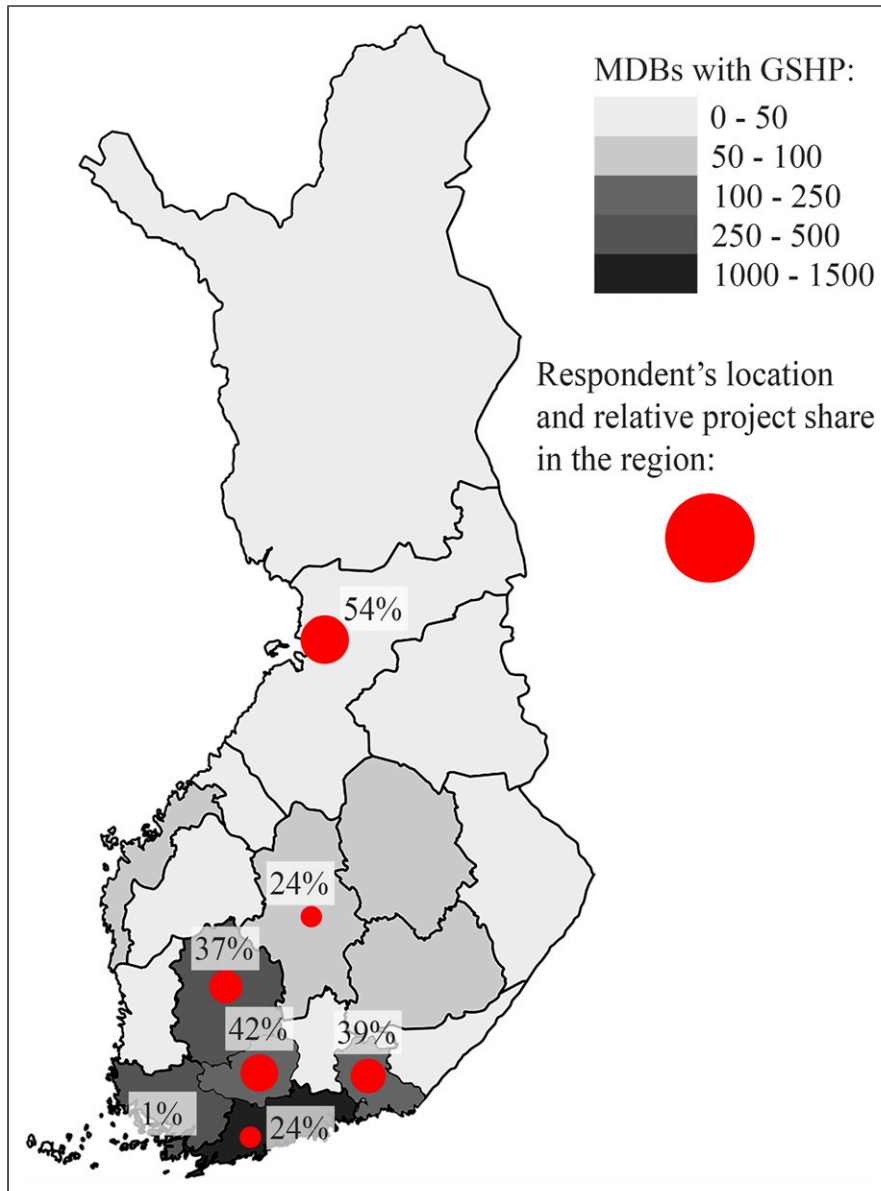 MDBs with GSHP:
0 - 50
50 - 100
100 - 250
250 - 500
1000 - 1500
Respondent's location
and relative project share
in the region:
54%
24%
37%
42%
39%
1%
24%